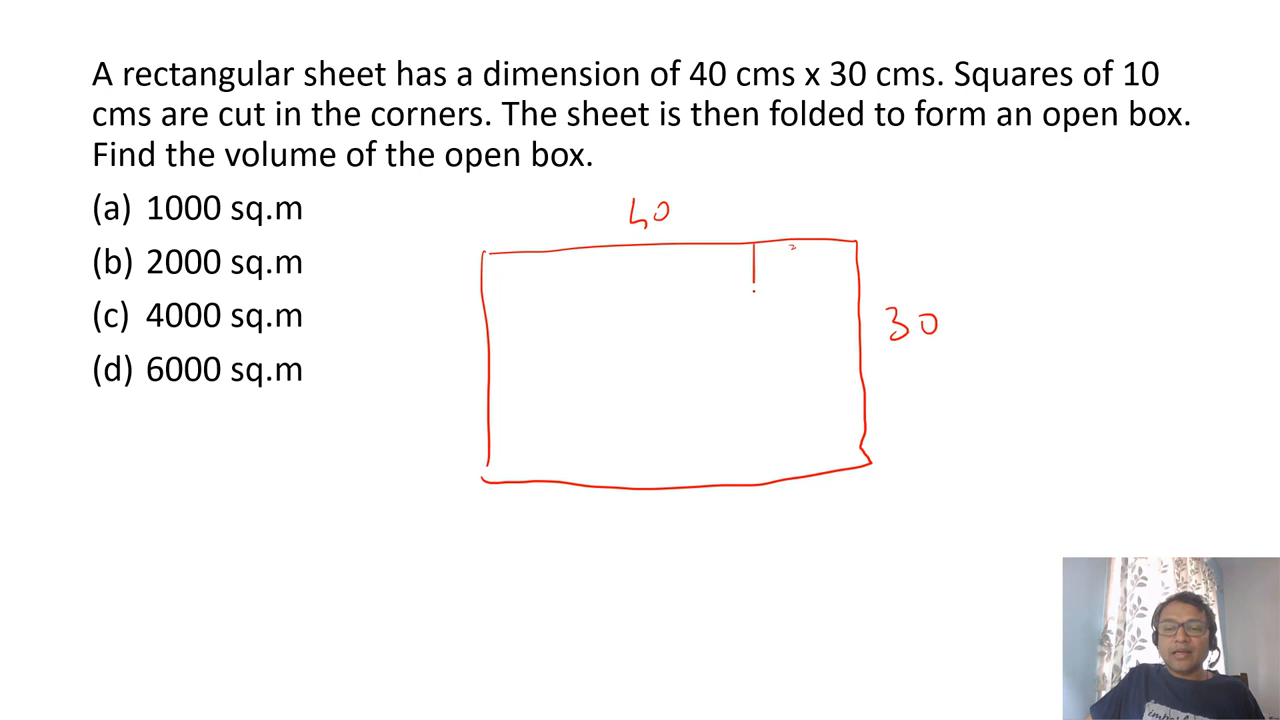 A rectangular sheet has a dimension of 40 cms x 30 cms. Squares of 10
cms are cut in the corners. The sheet is then folded to form an open box.
Find the volume of the open box.
(a) 1000 sq.m
40
(b) 2000 sq.m
(c) 4000 sq.m
30
(d) 6000 sq.m